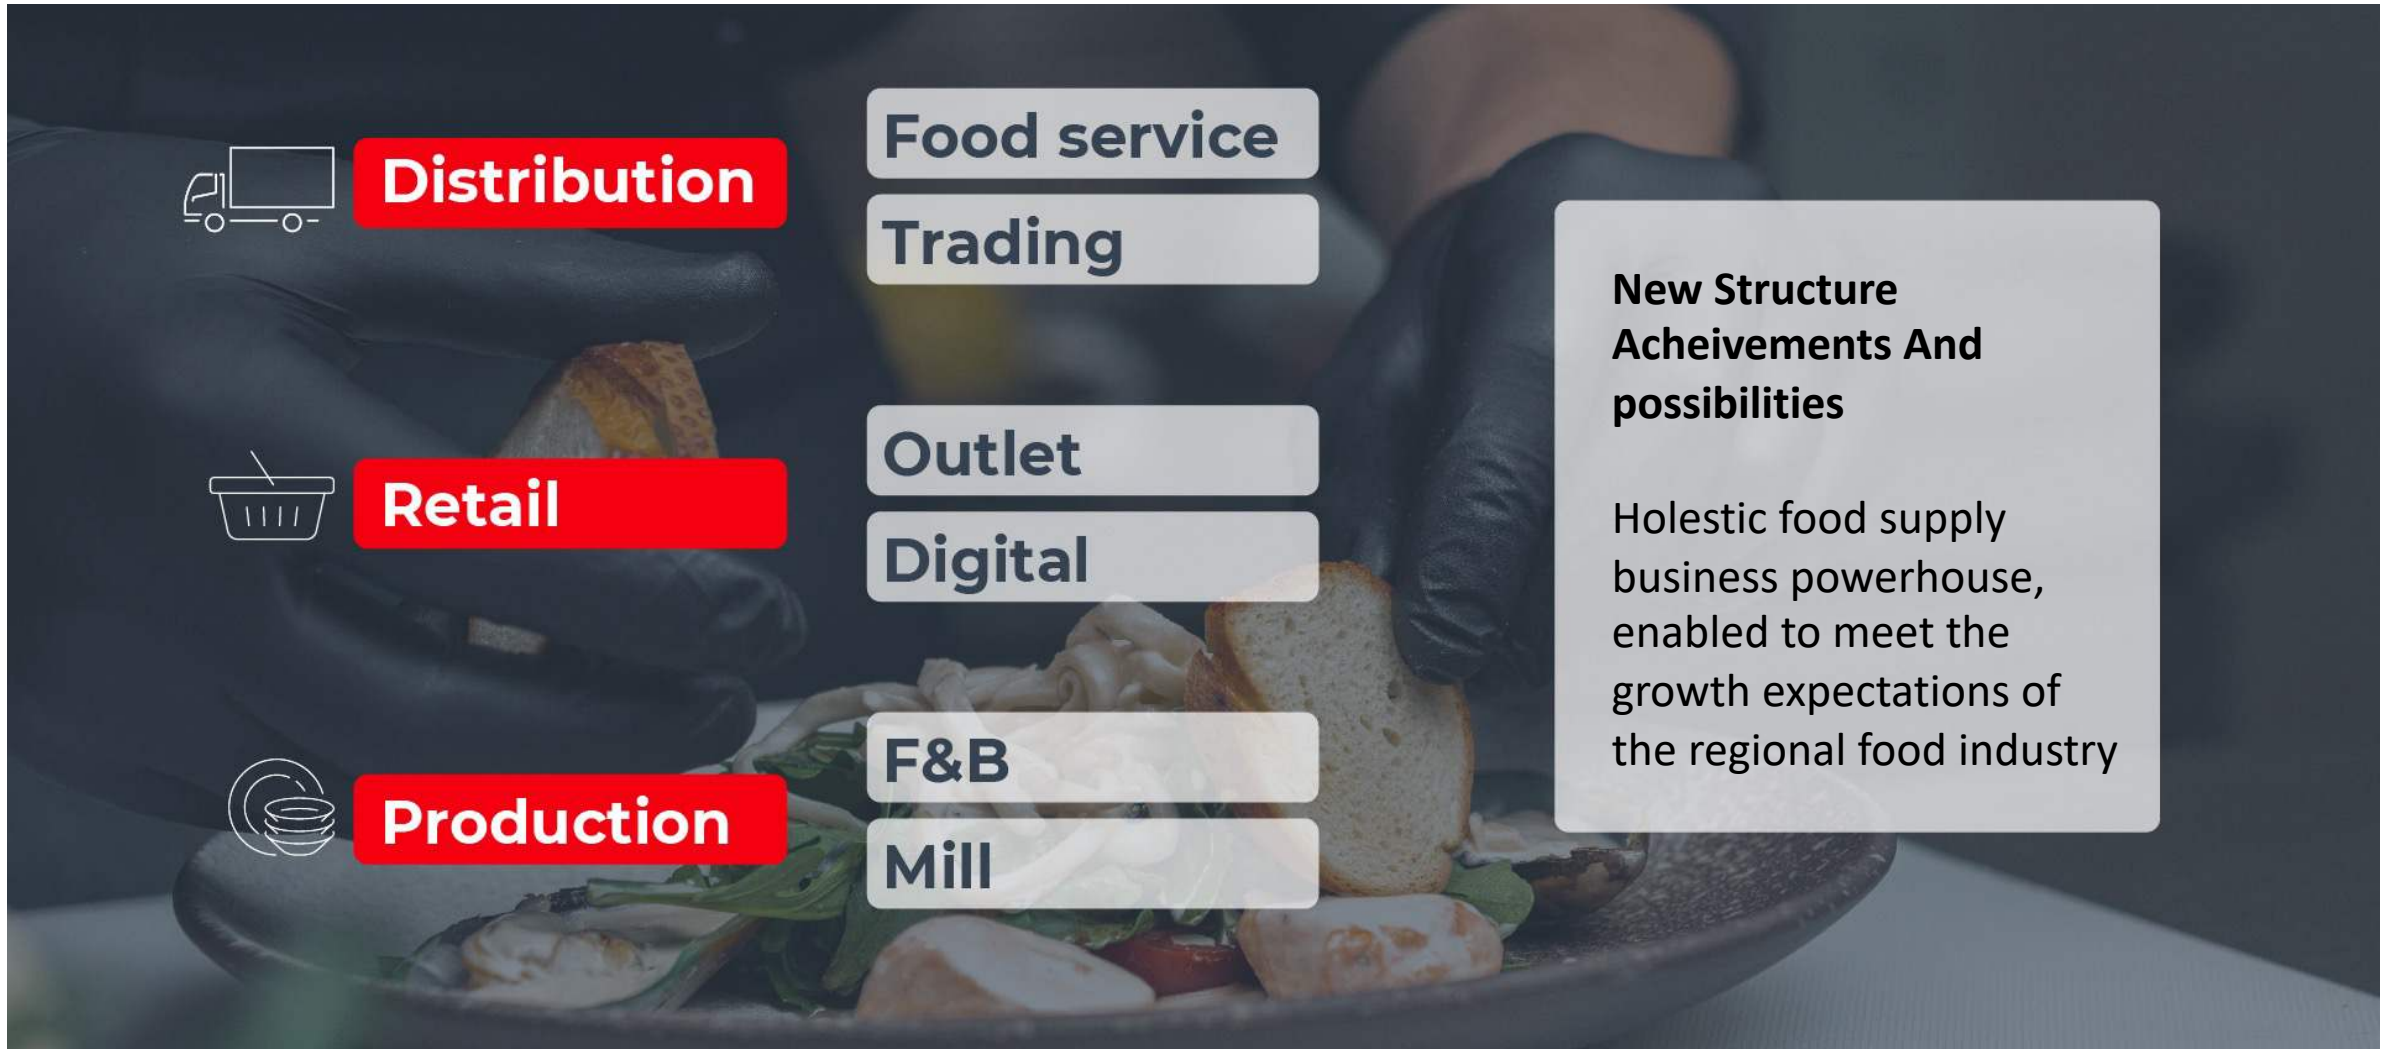 Distribution
Food service
Trading
Retail
Outlet
Digital
Production
F&B
Mill
New Structure
Acheivements And
possibilities
Holestic food supply
business powerhouse,
enabled to meet the
growth expectations of
the regional food industry